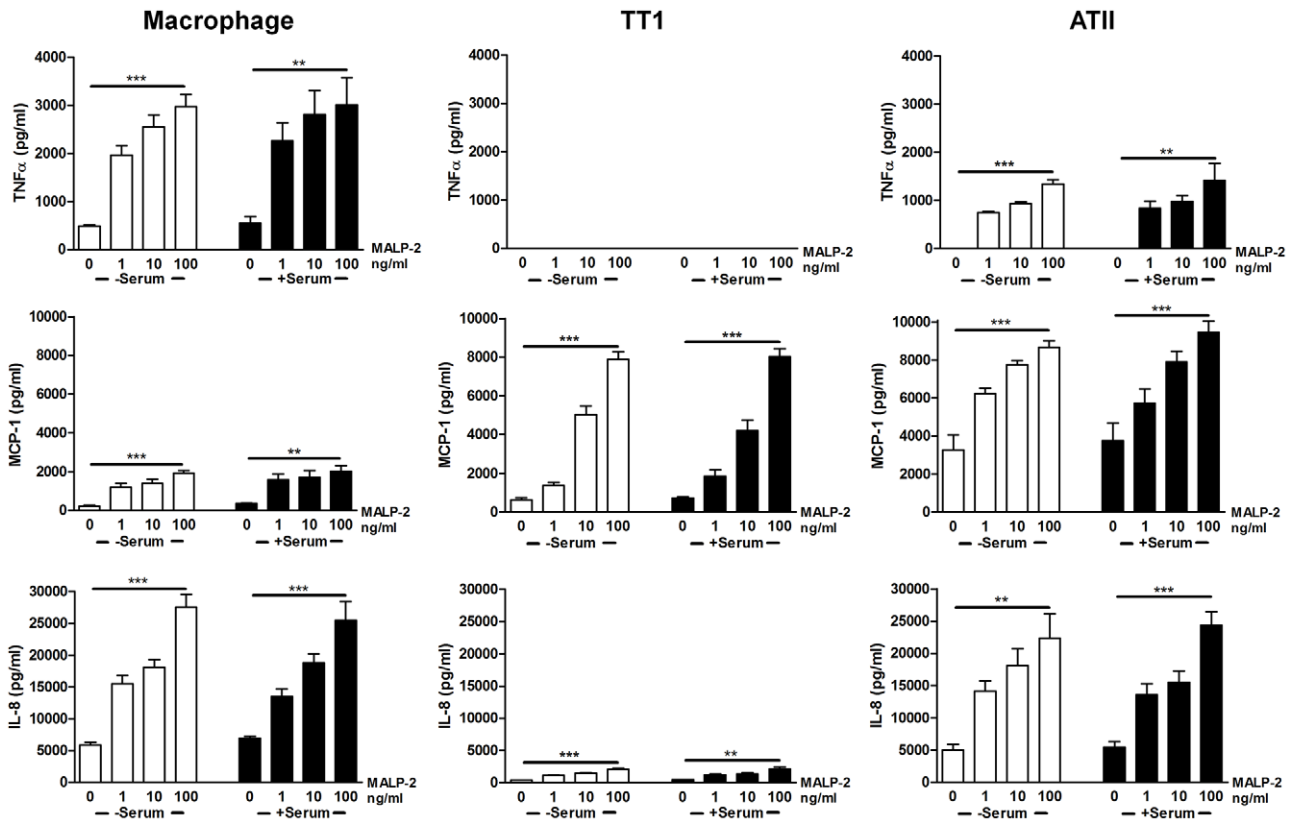 Macrophage
TT1
ATII
TNFα (pg/ml)
4000
3000
2000
1000
0
***
**
0 1 10 100 0 1 10 100
MALP-2
ng/ml
-Serum +Serum
TNFα (pg/ml)
4000
3000
2000
1000
0
0 1 10 100 0 1 10 100
MALP-2
ng/ml
-Serum +Serum
TNFα (pg/ml)
4000
3000
2000
1000
0
***
**
0 1 10 100 0 1 10 100
MALP-2
ng/ml
-Serum +Serum
MCP-1 (pg/ml)
10000
8000
6000
4000
2000
0
***
**
0 1 10 100 0 1 10 100
MALP-2
ng/ml
-Serum +Serum
MCP-1 (pg/ml)
10000
8000
6000
4000
2000
0
***
***
0 1 10 100 0 1 10 100
MALP-2
ng/ml
-Serum +Serum
MCP-1 (pg/ml)
10000
8000
6000
4000
2000
0
***
***
0 1 10 100 0 1 10 100
MALP-2
ng/ml
-Serum +Serum
IL-8 (pg/ml)
30000
25000
20000
15000
10000
5000
0
***
***
0 1 10 100 0 1 10 100
MALP-2
ng/ml
-Serum +Serum
IL-8 (pg/ml)
30000
25000
20000
15000
10000
5000
0
***
**
0 1 10 100 0 1 10 100
MALP-2
ng/ml
-Serum +Serum
IL-8 (pg/ml)
30000
25000
20000
15000
10000
5000
0
**
***
0 1 10 100 0 1 10 100
MALP-2
ng/ml
-Serum +Serum